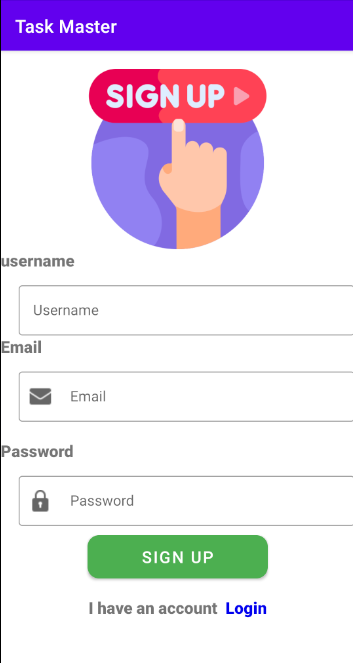 Task Master
SIGN UP
username
Username
Email
Email
Password
Password
SIGN UP
I have an account Login